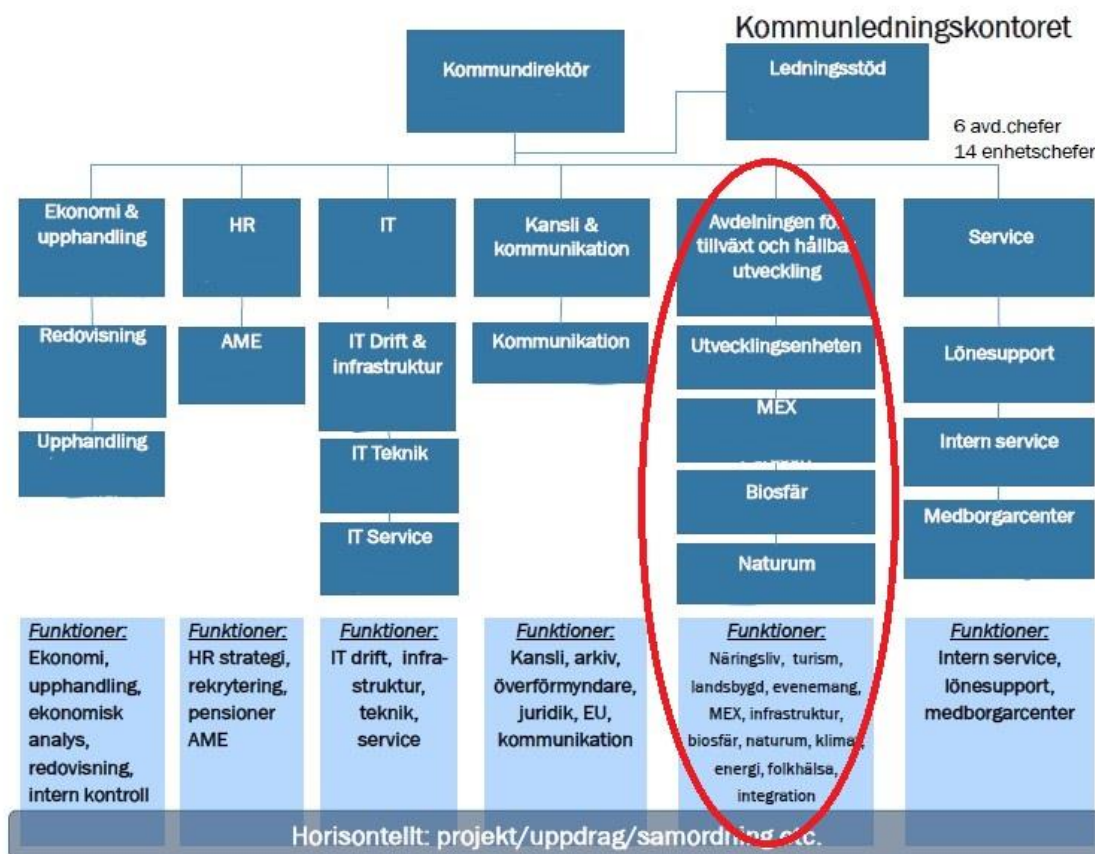 Kommunledningskontoret
Kommundirektör
Ledningsstöd
6 avd.chefer
14 enhetschefer
Ekonomi &
upphandling
HR
IT
Kansli &
kommunikation
Avdelningen för
tillväxt och hållbar
utveckling
Service
Redovisning
AME
IT Drift &
infrastruktur
Kommunikation
Utvecklingsenheten
Lönesupport
Upphandling
IT Teknik
MEX
Intern service
IT Service
Biosfär
Medborgarcenter
Naturum
Funktioner:
Ekonomi,
upphandling,
ekonomisk
analys,
redovisning,
intern kontroll
Funktioner:
HR strategi,
rekrytering,
pensioner
AME
Funktioner:
IT drift, infra-
struktur,
teknik,
service
Funktioner:
Kansli, arkiv,
överförmyndare,
juridik, EU,
kommunikation
Funktioner:
Näringsliv, turism,
landsbygd, evenemang,
MEX, infrastruktur,
biosfär, naturum, klimat,
energi, folkhälsa,
integration
Funktioner:
Intern service,
lönesupport,
medborgarcenter
Horisontellt: projekt/uppdrag/samordning etc.